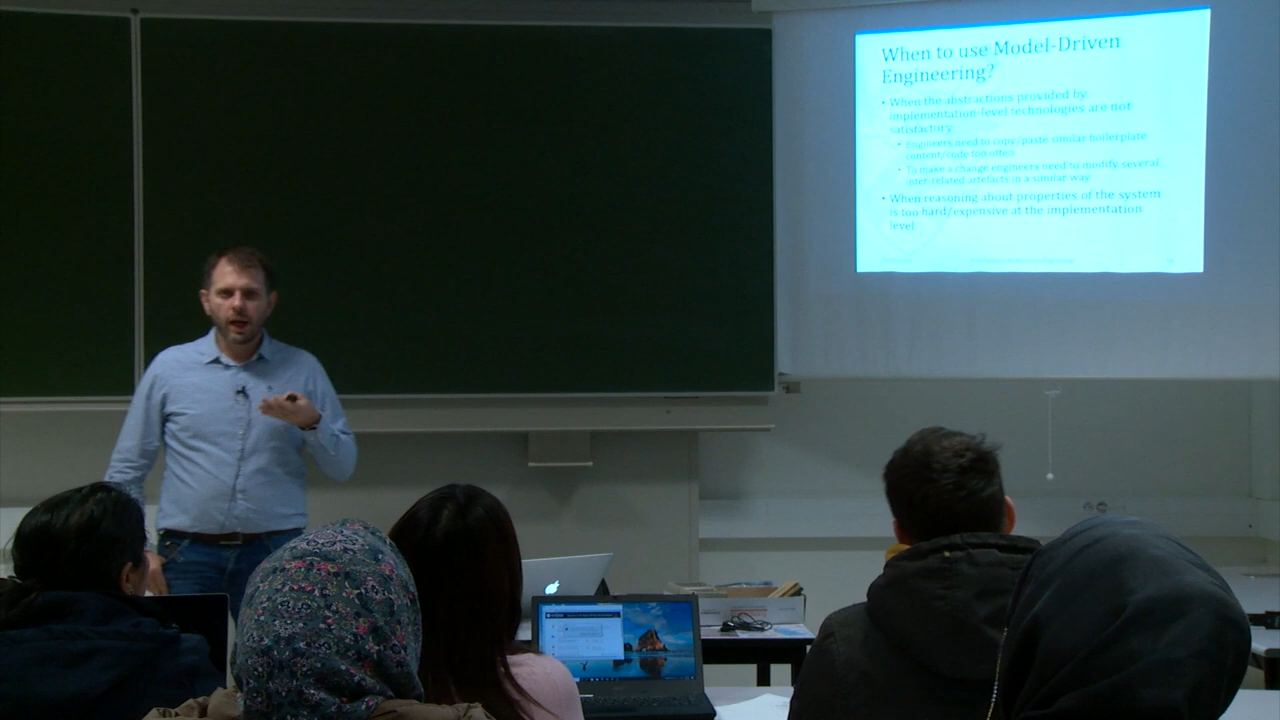 When to use Model-Driven
Engineering?
• When the abstractions provided by
implementation-level technologies are not
satisfactory
• Engineers need to copy/paste similar boilerplate
content/code too often
• To make a change engineers need to modify several
inter-related artefacts in a similar way
• When reasoning about properties of the system
is too hard/expensive at the implementation
level